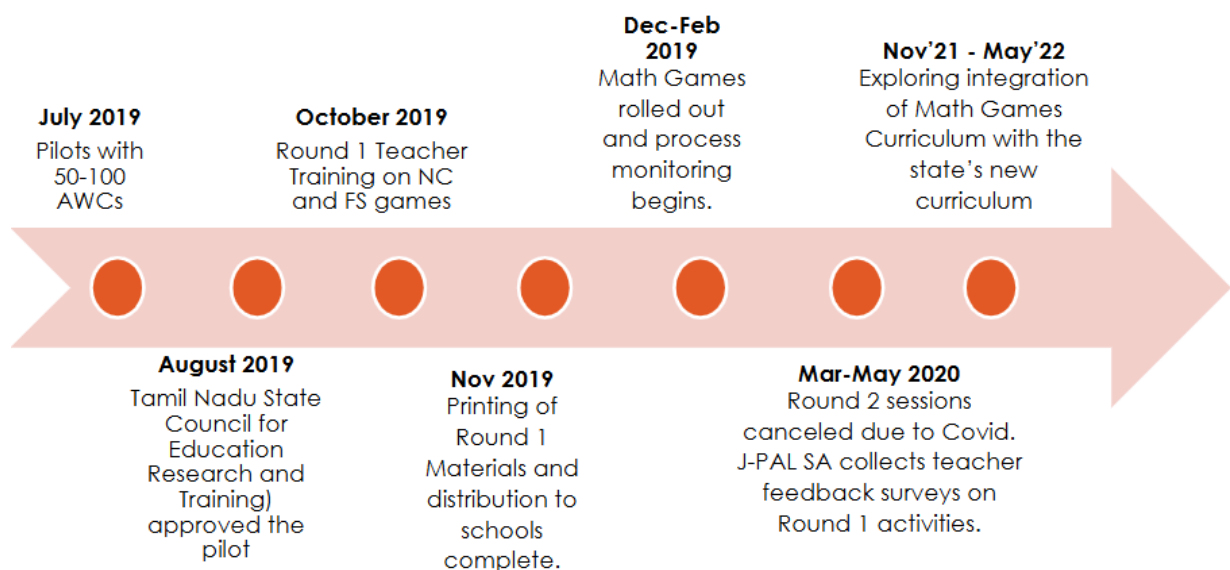 July 2019
Pilots with
50-100
AWCs
August 2019
Tamil Nadu State
Council for
Education
Research and
Training)
approved the
pilot
October 2019
Round 1 Teacher
Training on NC
and FS games
Nov 2019
Printing of
Round 1
Materials and
distribution to
schools
complete.
Dec-Feb
2019
Math Games
rolled out
and process
monitoring
begins.
Mar-May 2020
Round 2 sessions
canceled due to Covid.
J-PAL SA collects teacher
feedback surveys on
Round 1 activities.
Nov'21 - May'22
Exploring integration
of Math Games
Curriculum with the
state's new
curriculum